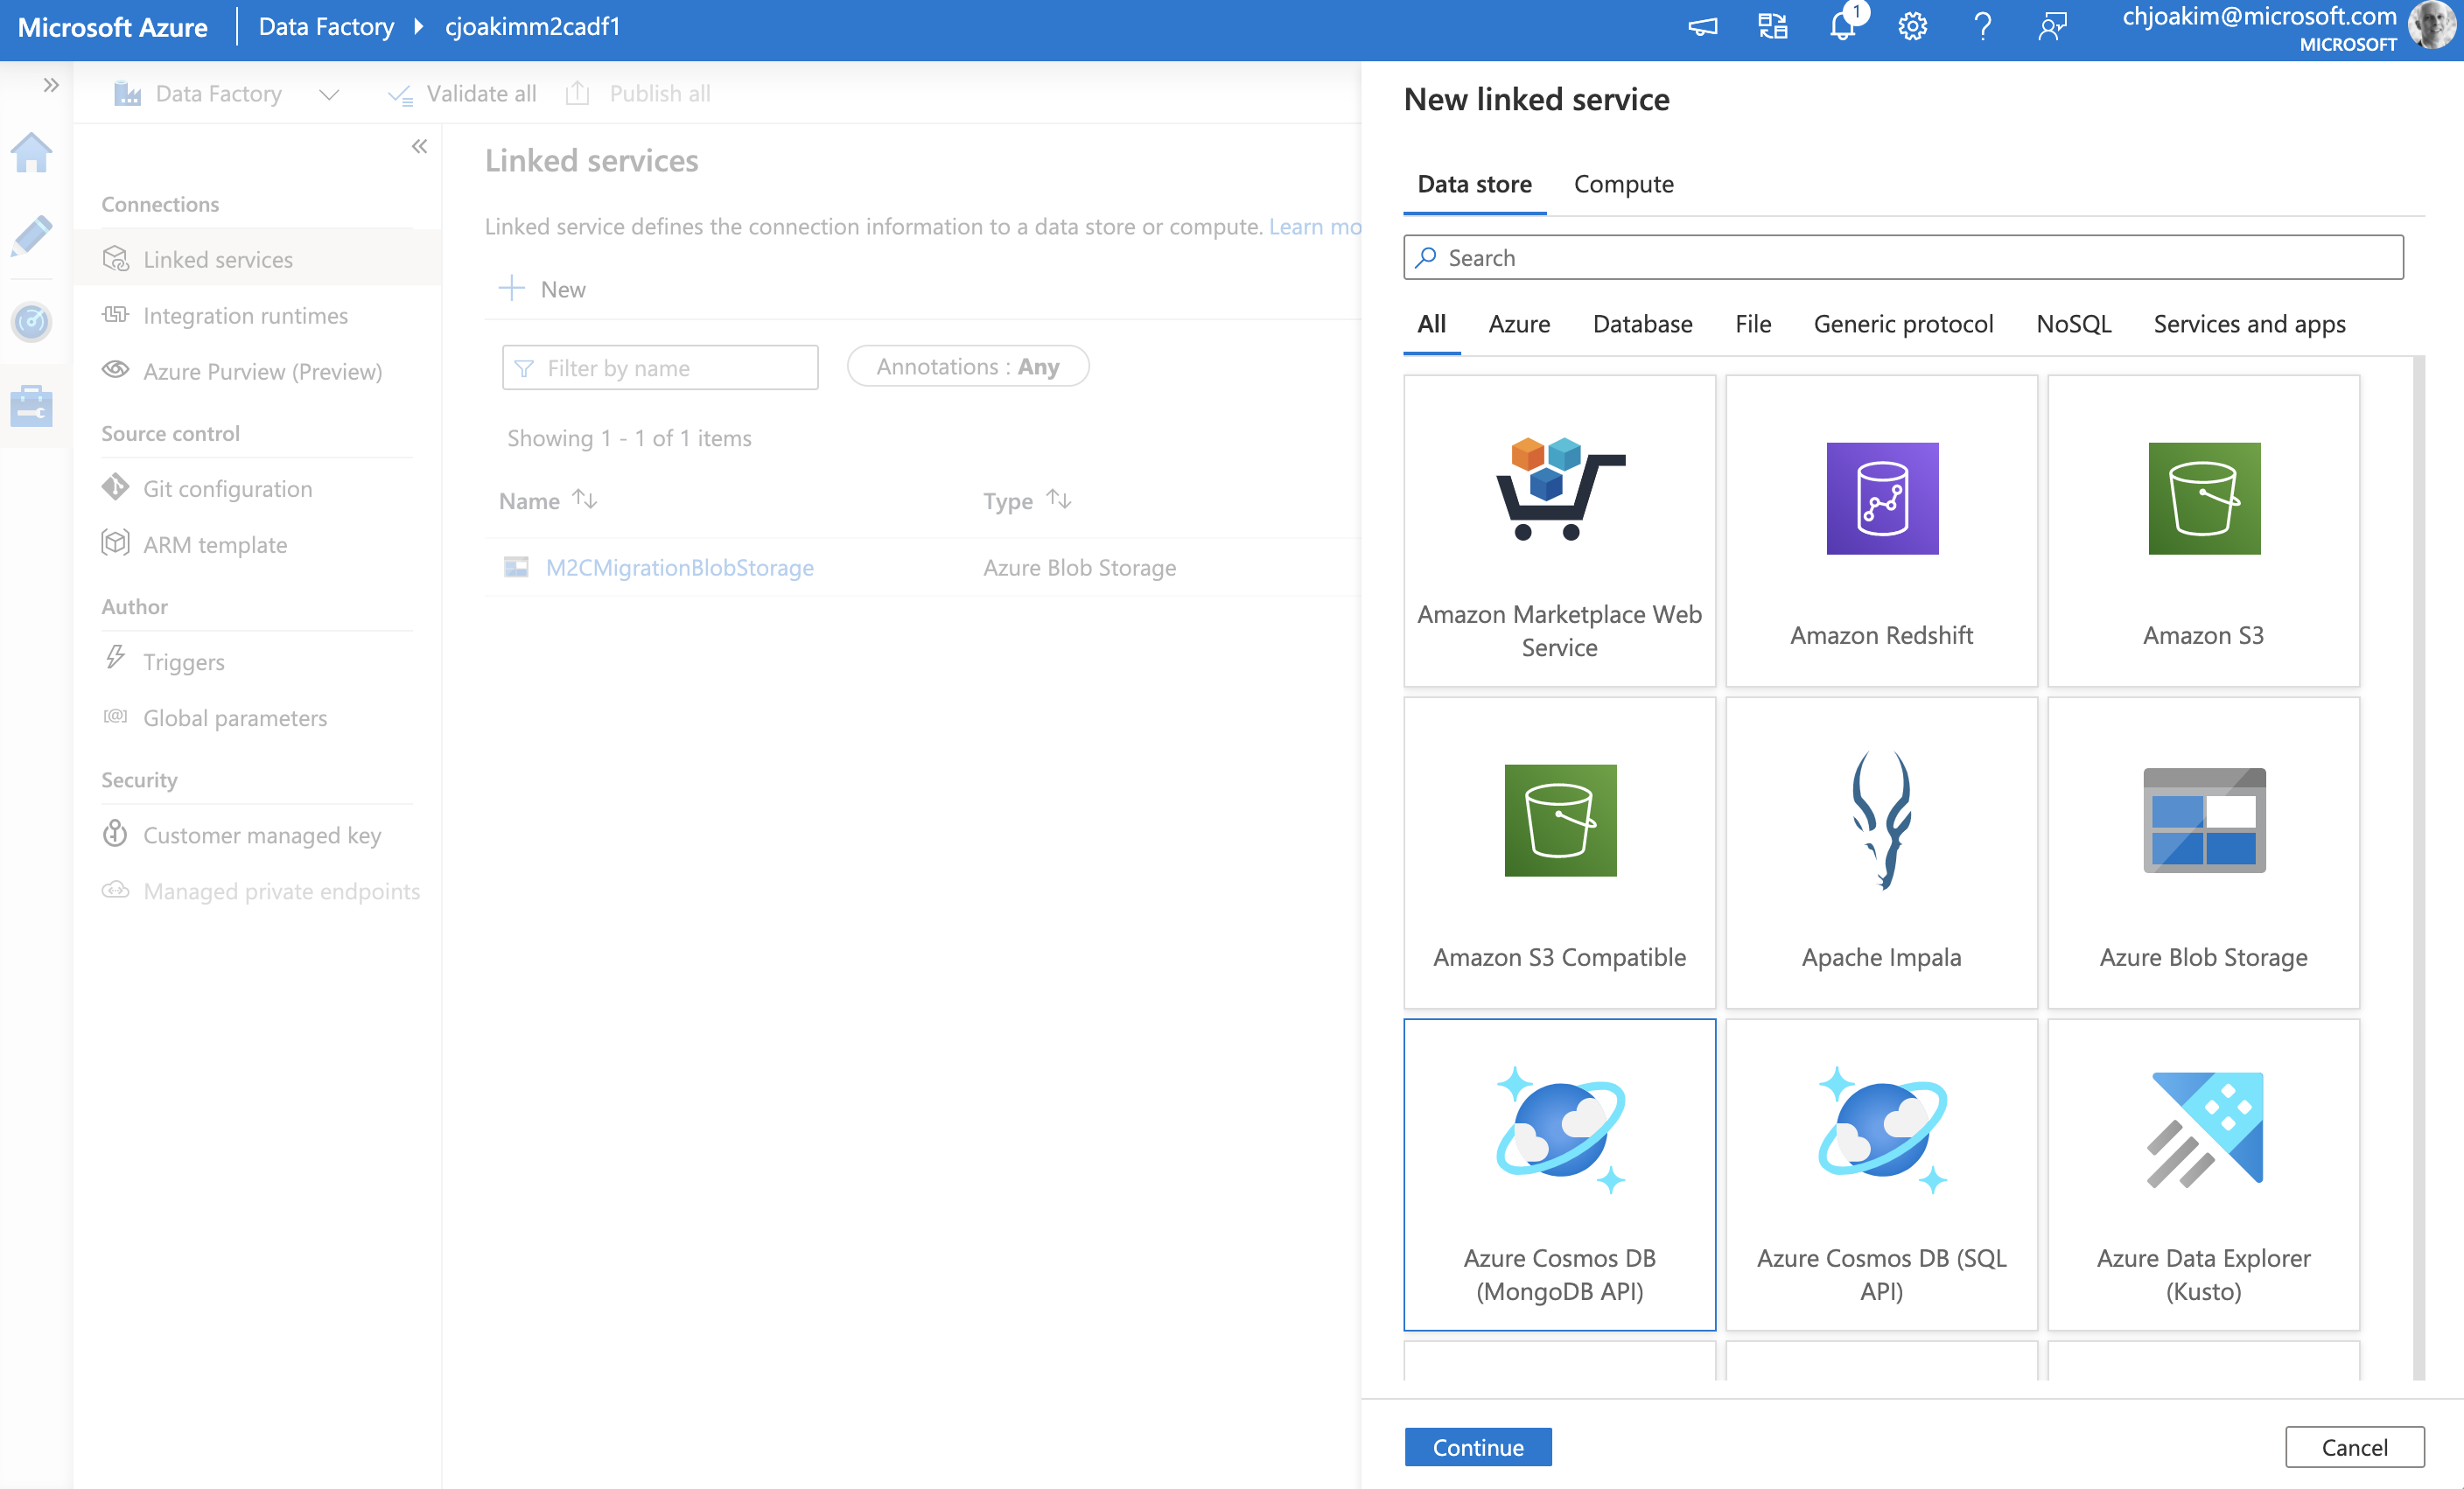 Microsoft Azure
Data Factory
cjoakimm2cadf1
1
chjoakim@microsoft.com
MICROSOFT
Data Factory
Validate all
Publish all
Connections
Linked services
Integration runtimes
Azure Purview (Preview)
Source control
Git configuration
ARM template
Author
Triggers
Global parameters
Security
Customer managed key
Managed private endpoints
Linked services
Linked service defines the connection information to a data store or compute. Learn mo
New
Filter by name
Annotations : Any
Showing 1 - 1 of 1 items
Name
Type
M2CMigrationBlobStorage
Azure Blob Storage
New linked service
Data store
Compute
Search
All
Azure
Database
File
Generic protocol
NoSQL
Services and apps
Amazon Marketplace Web
Service
Amazon Redshift
Amazon S3
Amazon S3 Compatible
Apache Impala
Azure Blob Storage
Azure Cosmos DB
(MongoDB API)
Azure Cosmos DB (SQL
API)
Azure Data Explorer
(Kusto)
Continue
Cancel